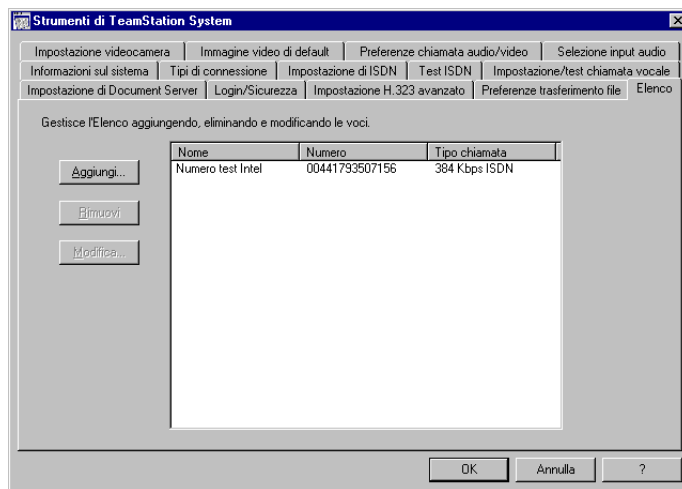 Strumenti di TeamStation System
Impostazione videocamera Immagine video di default Preferenze chiamata audio/video Selezione input audio
Informazioni sul sistema Tipi di connessione Impostazione di ISDN Test ISDN Impostazione/test chiamata vocale
Impostazione di Document Server Login/Sicurezza Impostazione H.323 avanzato Preferenze trasferimento file Elenco
Gestisce l'Elenco aggiungendo, eliminando e modificando le voci.
Nome Numero Tipo chiamata
Numero test Intel 00441793507156 384 Kbps ISDN
Aggiungi...
Rimuovi
Modifica...
OK Annulla ?